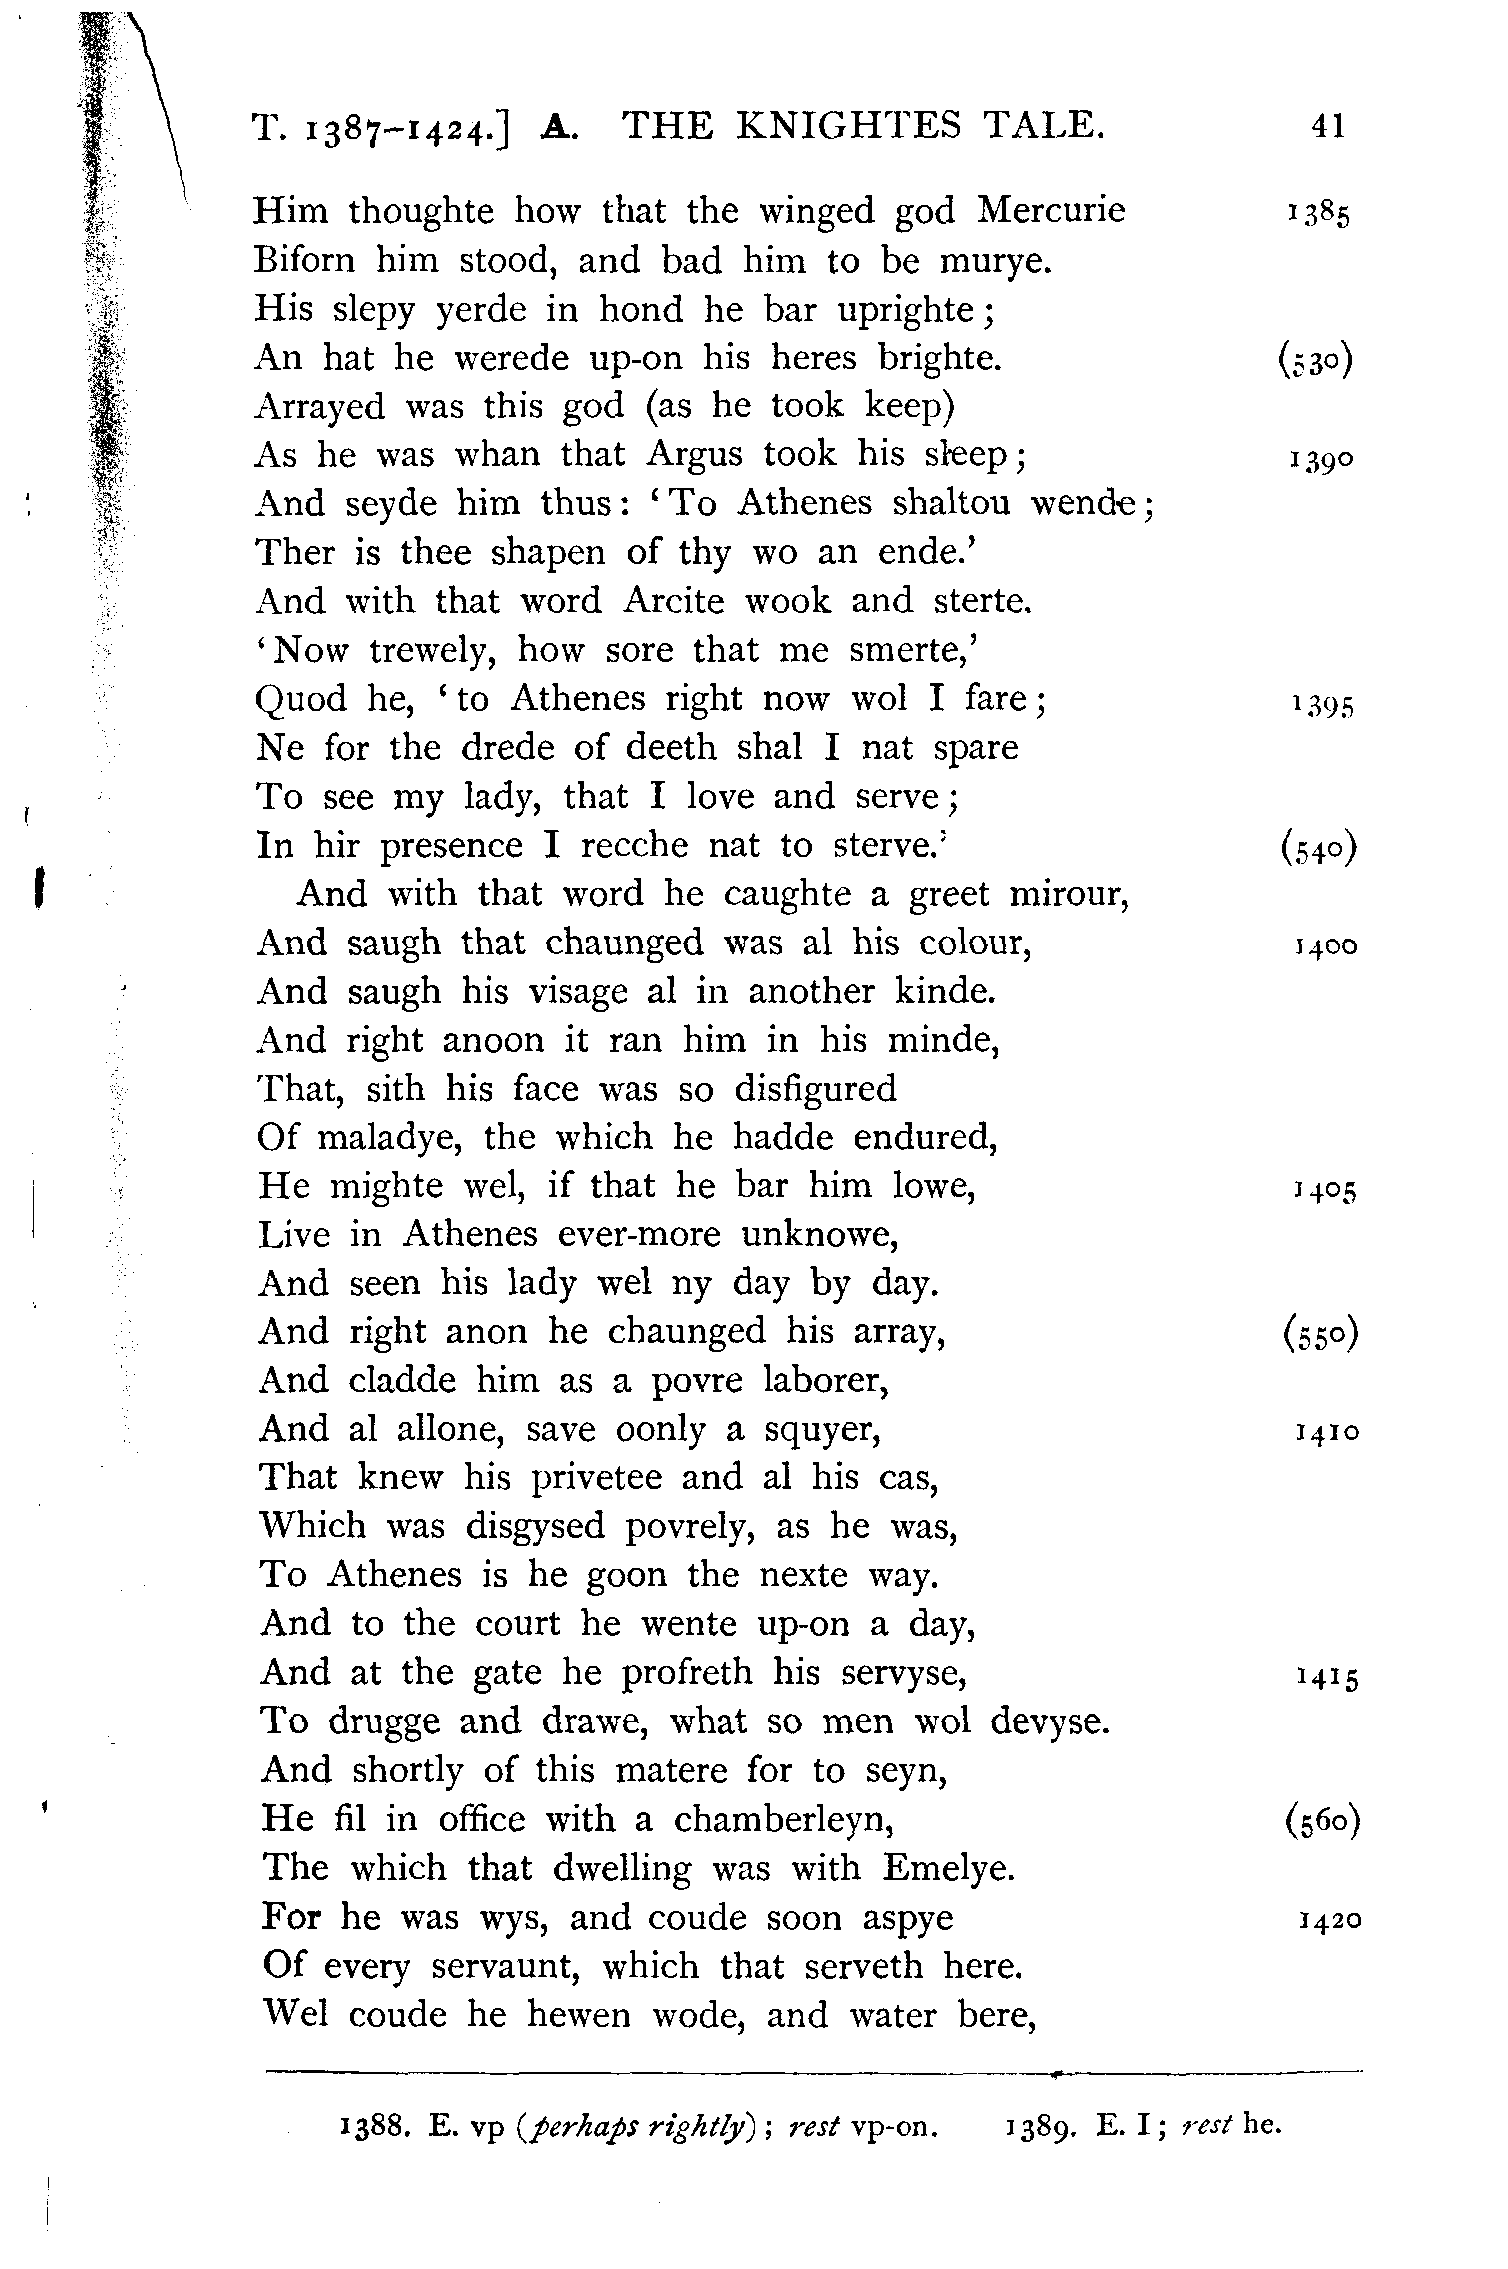 T. 1387–1424.] A. THE KNIGHTES TALE. 41
Him thoughte how that the winged god Mercurie 1385
Biforn him stood, and bad him to be murye.
His slepy yerde in hond he bar uprighte;
An hat he werede up-on his heres brighte. (530)
Arrayed was this god (as he took keep)
As he was whan that Argus took his sleep; 1390
And seyde him thus: ‘To Athenes shaltou wende;
Ther is thee shapen of thy wo an ende.’
And with that word Arcite wook and sterte.
‘Now trewely, how sore that me smerte,’
Quod he, ‘to Athenes right now wol I fare; 1395
Ne for the drede of deeth shal I nat spare
To see my lady, that I love and serve;
In hir presence I recche nat to sterve.’ (540)
And with that word he caughte a greet mirour,
And saugh that chaunged was al his colour, 1400
And saugh his visage al in another kinde.
And right anoon it ran him in his minde,
That, sith his face was so disfigured
Of maladye, the which he hadde endured,
He mighte wel, if that he bar him lowe, 1405
Live in Athenes ever-more unknowe,
And seen his lady wel ny day by day.
And right anon he chaunged his array, (550)
And cladde him as a povre laborer,
And al allone, save oonly a squyer, 1410
That knew his privetee and al his cas,
Which was disgysed povrely, as he was,
To Athenes is he goon the nexte way.
And to the court he wente up-on a day,
And at the gate he profreth his servyse, 1415
To drugge and drawe, what so men wol devyse.
And shortly of this matere for to seyn,
He fil in office with a chamberleyn, (560)
The which that dwelling was with Emelye.
For he was wys, and coude soon aspye 1420
Of every servaunt, which that serveth here.
Wel coude he hewen wode, and water bere,
1388. E. vp (perhaps rightly); rest vp-on. 1389. E. I; rest he.